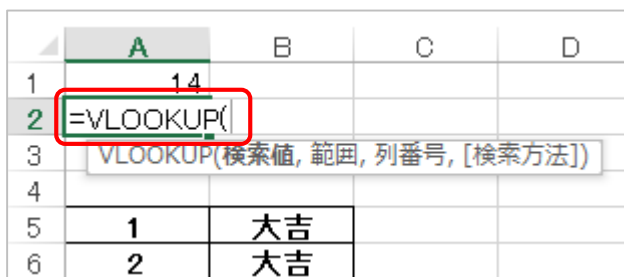 A B C D
1 14
2 =VLOOKUP(
3 VLOOKUP(検索値, 範囲, 列番号, [検索方法])
4
5 1 大吉
6 2 大吉